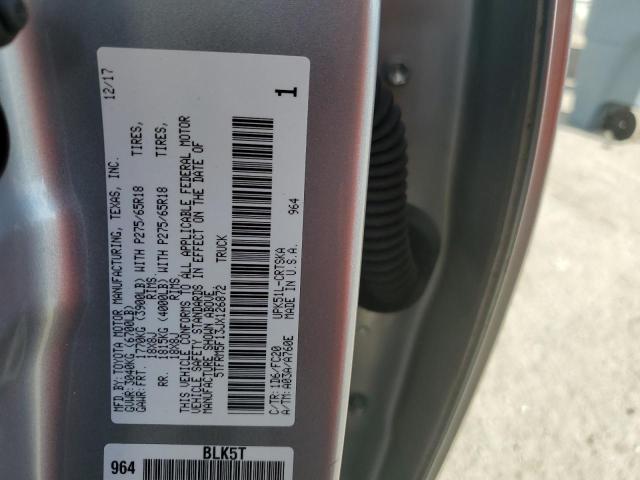 MFD.BY: TOYOTA MOTOR MANUFACTURING, TEXAS, INC. 12/17
GVWR: 3040KG (6700LB)
GAWR: FRT. 1770KG (3900LB) WITH P275/65R18 TIRES,
18X8J RIMS
RR. 1815KG (4000LB) WITH P275/65R18 TIRES,
18X8J RIMS
THIS VEHICLE CONFORMS TO ALL APPLICABLE FEDERAL MOTOR
VEHICLE SAFETY STANDARDS IN EFFECT ON THE DATE OF
MANUFACTURE SHOWN ABOVE.
5TFRM5F13JX126872 TRUCK 1
C/TR: 1D6/FC20 UPK51L-CRTSKA
A/TM: A03A/A760E MADE IN U.S.A. 964
964 BLK5T